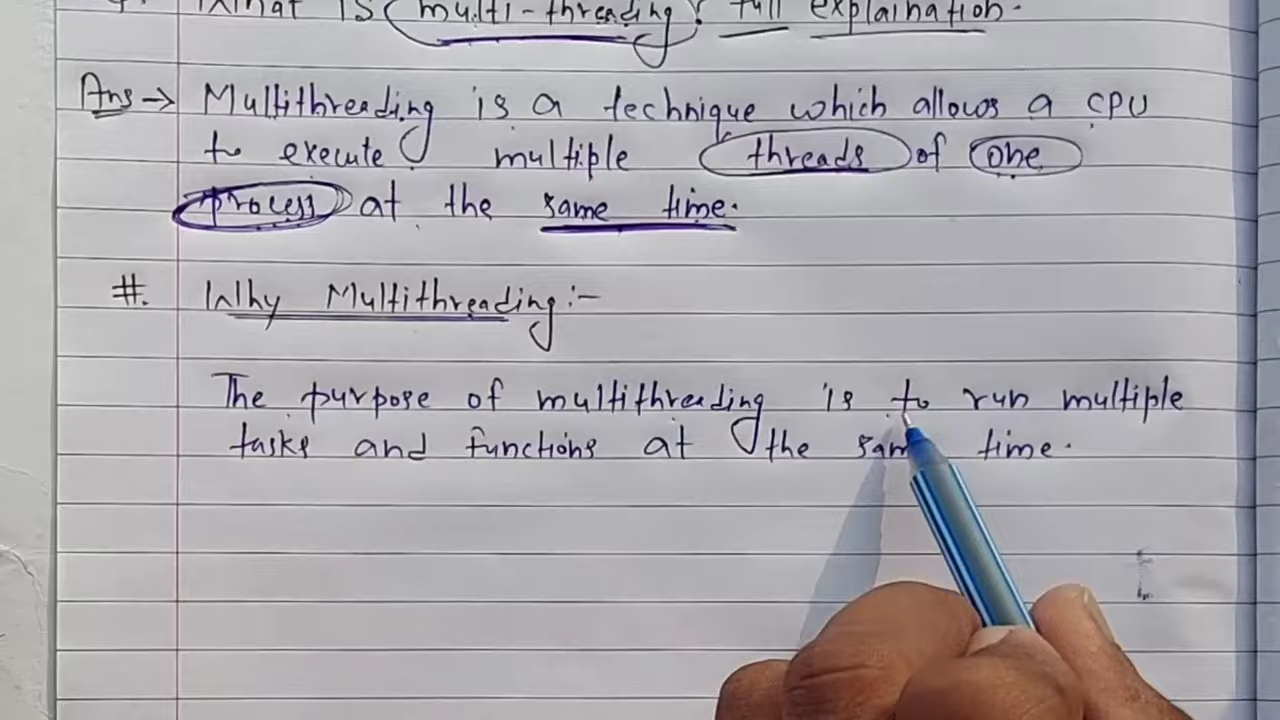 What is multi-threading? full explaination.
Ans → Multithreading is a technique which allows a CPU
to execute multiple threads of one
process at the same time.
#. Why Multithreading:-
The purpose of multithreading is to run multiple
tasks and functions at the same time.